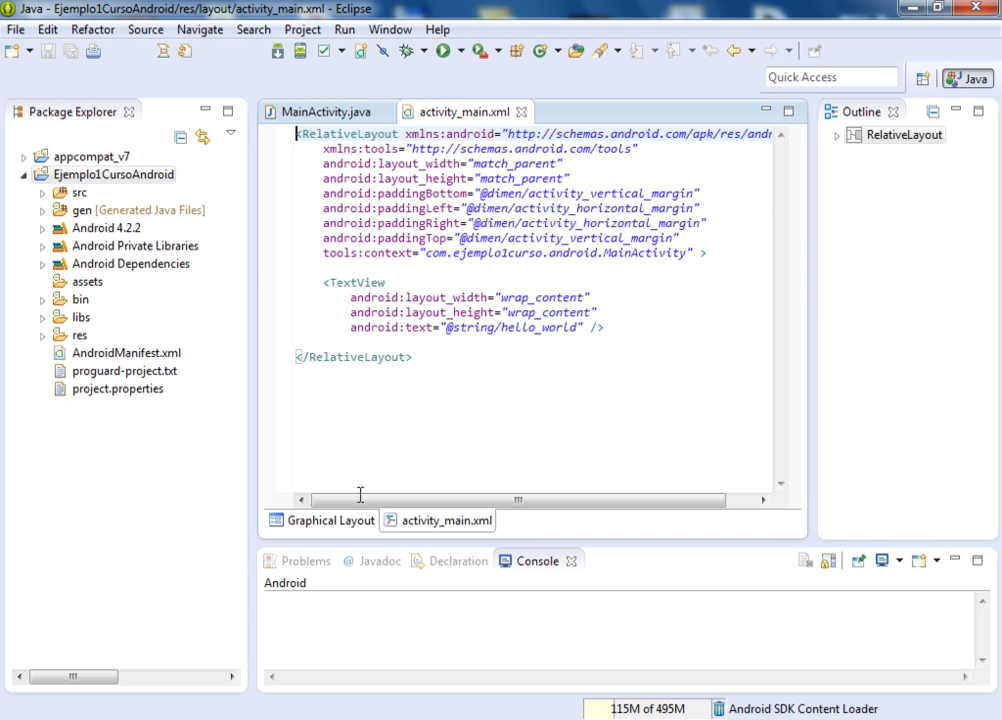 Java - Ejemplo1CursoAndroid/res/layout/activity_main.xml - Eclipse
File Edit Refactor Source Navigate Search Project Run Window Help
Quick Access
Java
Package Explorer
appcompat_v7
Ejemplo1CursoAndroid
src
gen [Generated Java Files]
Android 4.2.2
Android Private Libraries
Android Dependencies
assets
bin
libs
res
AndroidManifest.xml
proguard-project.txt
project.properties
MainActivity.java activity_main.xml
<RelativeLayout xmlns:android="http://schemas.android.com/apk/res/andr
xmlns:tools="http://schemas.android.com/tools"
android:layout_width="match_parent"
android:layout_height="match_parent"
android:paddingBottom="@dimen/activity_vertical_margin"
android:paddingLeft="@dimen/activity_horizontal_margin"
android:paddingRight="@dimen/activity_horizontal_margin"
android:paddingTop="@dimen/activity_vertical_margin"
tools:context="com.ejemplo1curso.android.MainActivity" >
<TextView
android:layout_width="wrap_content"
android:layout_height="wrap_content"
android:text="@string/hello_world" />
</RelativeLayout>
Graphical Layout activity_main.xml
Outline
RelativeLayout
Problems @ Javadoc Declaration Console
Android
115M of 495M Android SDK Content Loader